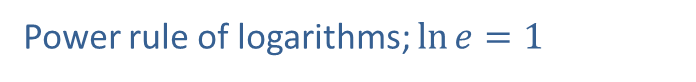 Power rule of logarithms; ln e = 1